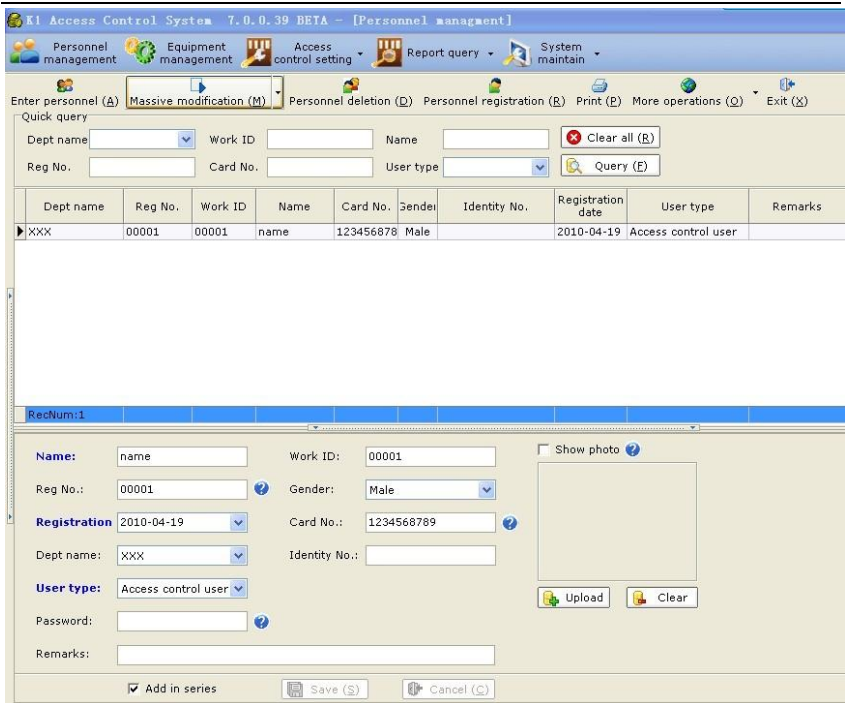 K1 Access Control System 7.0.0.39 BETA - [Personnel managment]
Personnel management Equipment management Access control setting Report query System maintain
Enter personnel (A) Massive modification (M) Personnel deletion (D) Personnel registration (R) Print (P) More operations (O) Exit (X)
Quick query
Dept name Work ID Name Clear all (R)
Reg No. Card No. User type Query (F)
Dept name Reg No. Work ID Name Card No. Gender Identity No. Registration date User type Remarks
XXX 00001 00001 name 123456878 Male 2010-04-19 Access control user
RecNum:1
Name: name Work ID: 00001 Show photo
Reg No.: 00001 Gender: Male
Registration 2010-04-19 Card No.: 1234568789
Dept name: XXX Identity No.:
User type: Access control user Upload Clear
Password:
Remarks:
Add in series Save (S) Cancel (C)